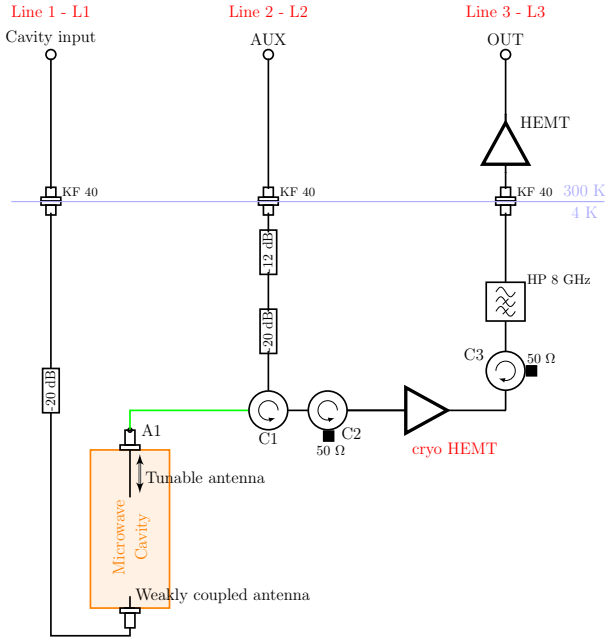 Line 1 - L1
Line 2 - L2
Line 3 - L3
Cavity input
AUX
OUT
HEMT
KF 40
KF 40
KF 40
300 K
4 K
-12 dB
HP 8 GHz
-20 dB
C3
50 Ω
-20 dB
A1
C1
C2
50 Ω
cryo HEMT
Tunable antenna
Microwave
Cavity
Weakly coupled antenna